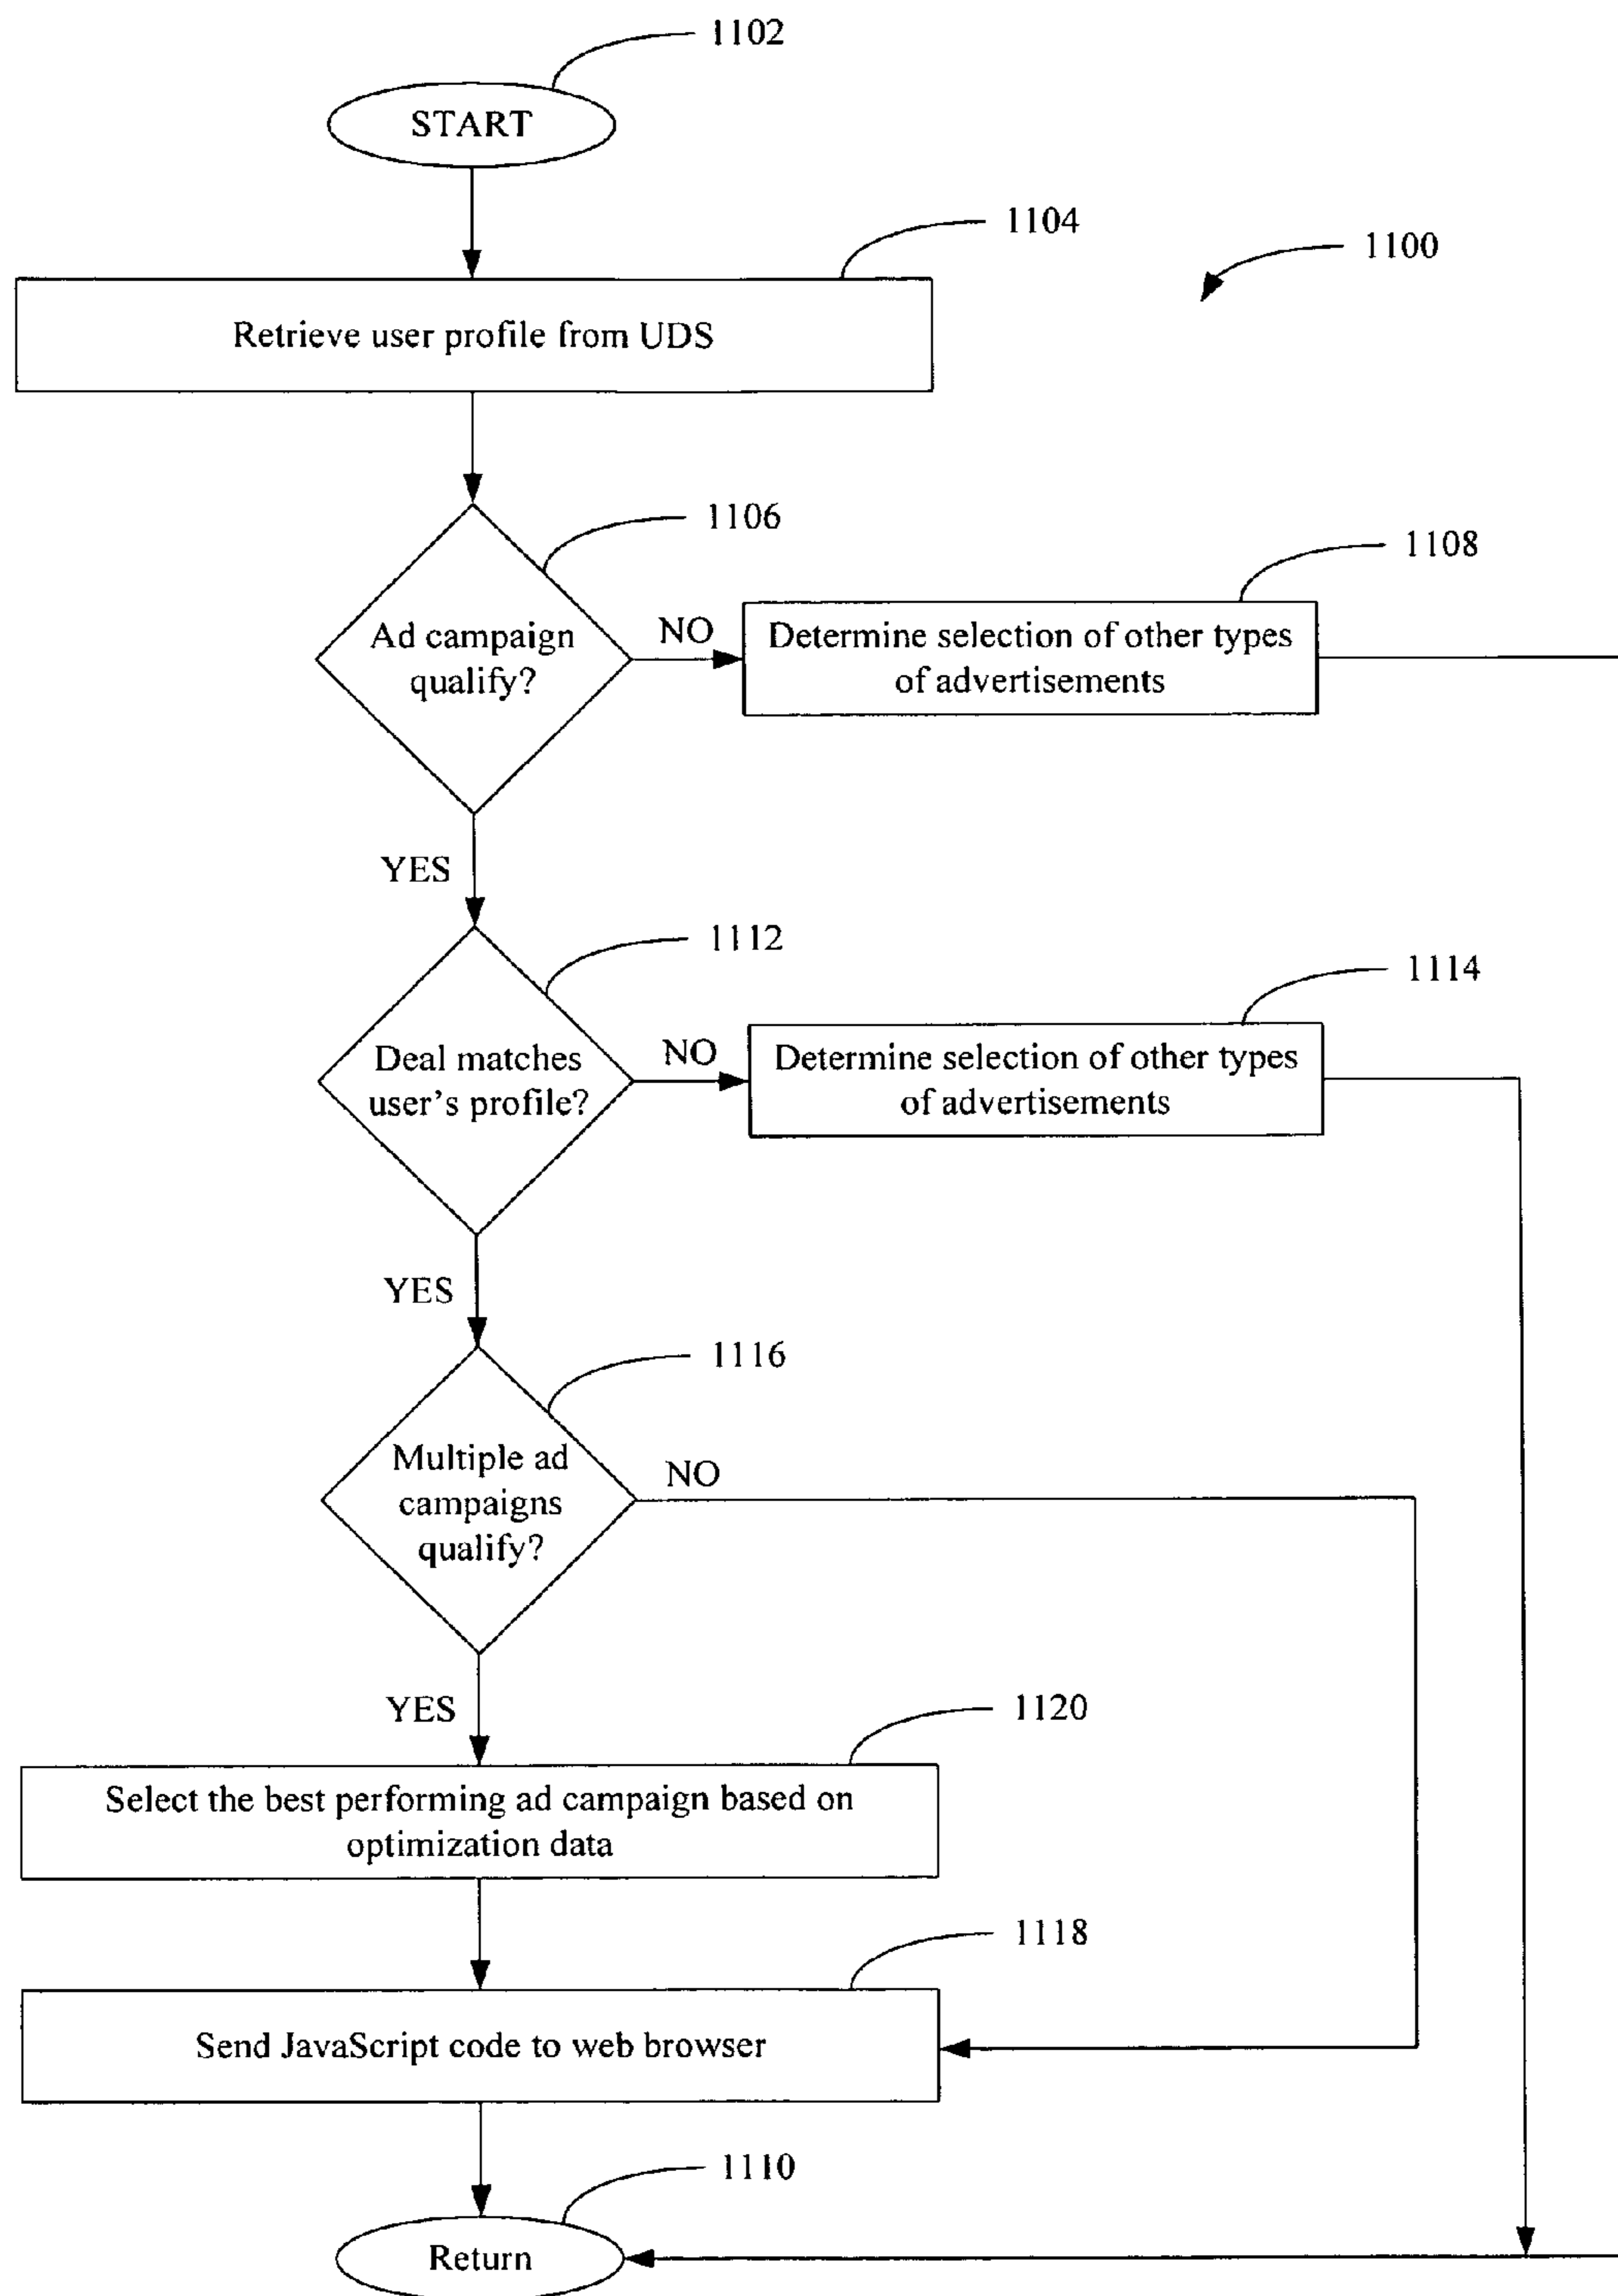 1102
START
1104
1100
Retrieve user profile from UDS
1106
1108
Ad campaign
qualify?
NO
Determine selection of other types
of advertisements
YES
1112
1114
Deal matches
user's profile?
NO
Determine selection of other types
of advertisements
YES
1116
Multiple ad
campaigns
qualify?
NO
YES
1120
Select the best performing ad campaign based on
optimization data
1118
Send JavaScript code to web browser
1110
Return